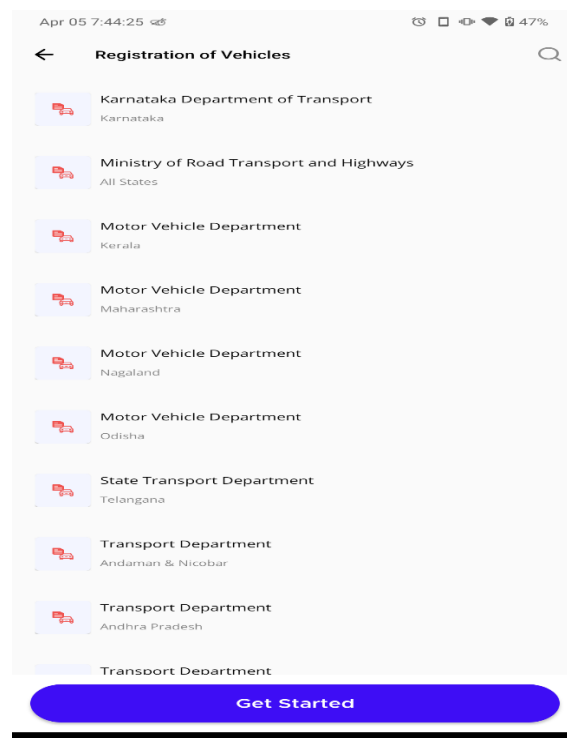 Apr 05 7:44:25 47%
Registration of Vehicles
Karnataka Department of Transport
Karnataka
Ministry of Road Transport and Highways
All States
Motor Vehicle Department
Kerala
Motor Vehicle Department
Maharashtra
Motor Vehicle Department
Nagaland
Motor Vehicle Department
Odisha
State Transport Department
Telangana
Transport Department
Andaman & Nicobar
Transport Department
Andhra Pradesh
Transport Department
Get Started